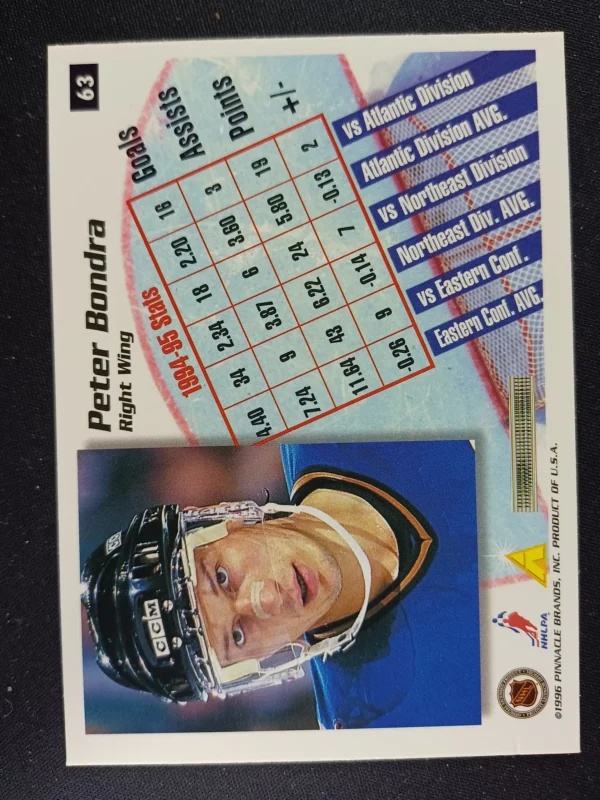 63
Peter Bondra
Right Wing
1994-95 Stats
Goals Assists Points +/-
vs Atlantic Division 16 3 19 2
Atlantic Division AVG. 2.20 3.60 5.80 -0.13
vs Northeast Division 18 6 24 7
Northeast Div. AVG. 2.34 3.87 6.22 -0.14
vs Eastern Conf. 34 9 43 9
Eastern Conf. AVG. 4.40 7.24 11.64 -0.26
CCM
NHLPA
NHL
©1996 PINNACLE BRANDS, INC. PRODUCT OF U.S.A.